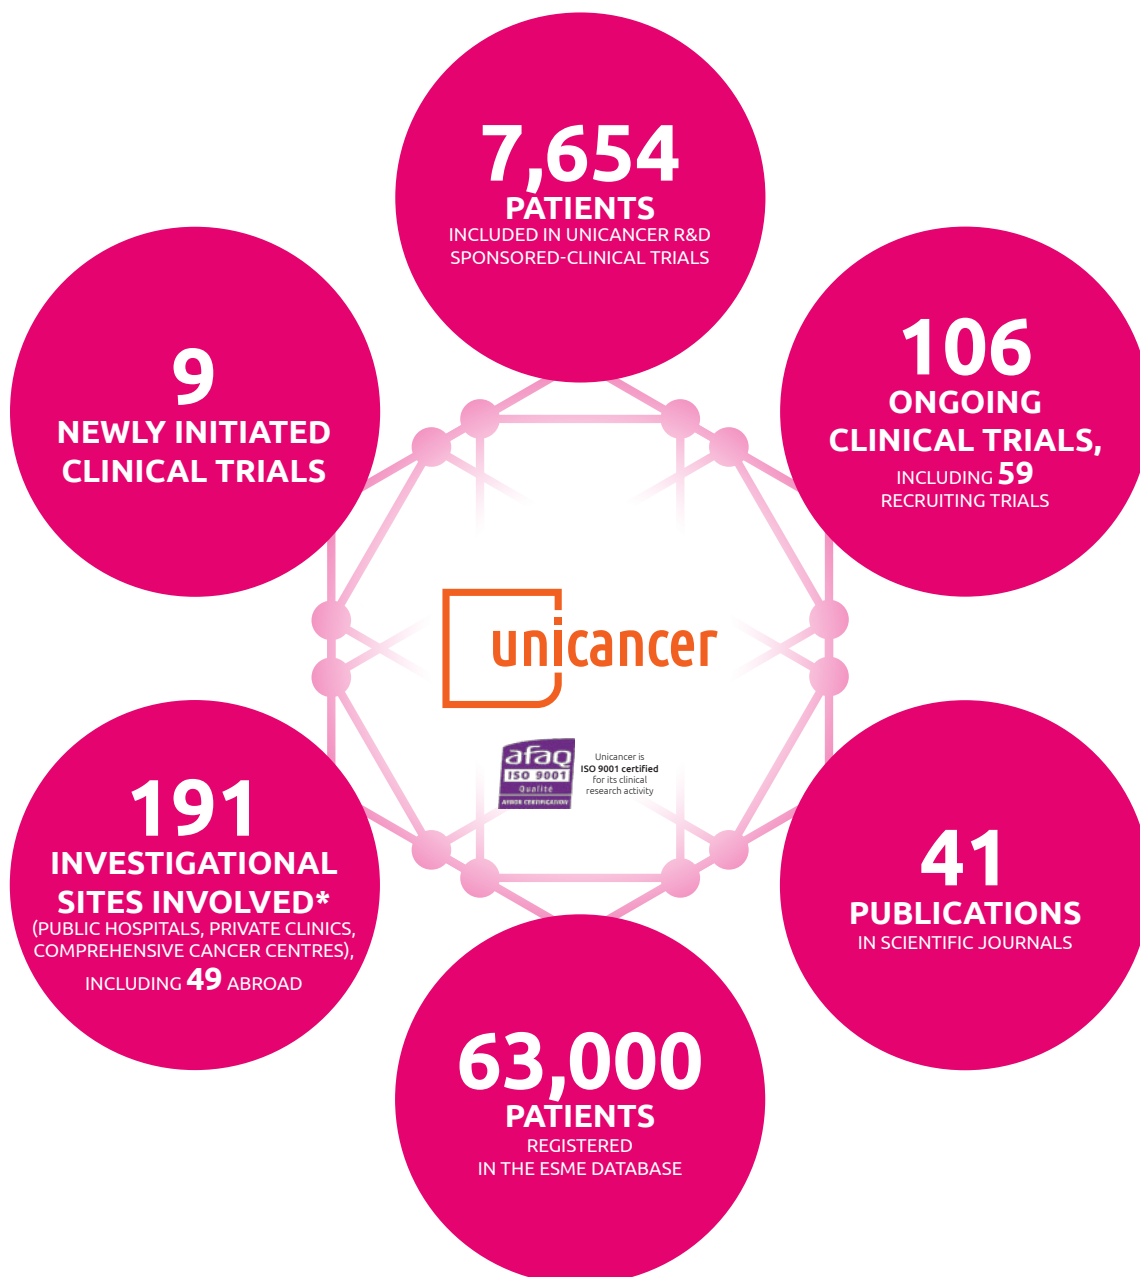 7,654
PATIENTS
INCLUDED IN UNICANCER R&D
SPONSORED-CLINICAL TRIALS
9
NEWLY INITIATED
CLINICAL TRIALS
106
ONGOING
CLINICAL TRIALS,
INCLUDING 59
RECRUITING TRIALS
unicancer
afaq
ISO 9001
Qualité
AFNOR CERTIFICATION
Unicancer is
ISO 9001 certified
for its clinical
research activity
191
INVESTIGATIONAL
SITES INVOLVED*
(PUBLIC HOSPITALS, PRIVATE CLINICS,
COMPREHENSIVE CANCER CENTRES),
INCLUDING 49 ABROAD
41
PUBLICATIONS
IN SCIENTIFIC JOURNALS
63,000
PATIENTS
REGISTERED
IN THE ESME DATABASE